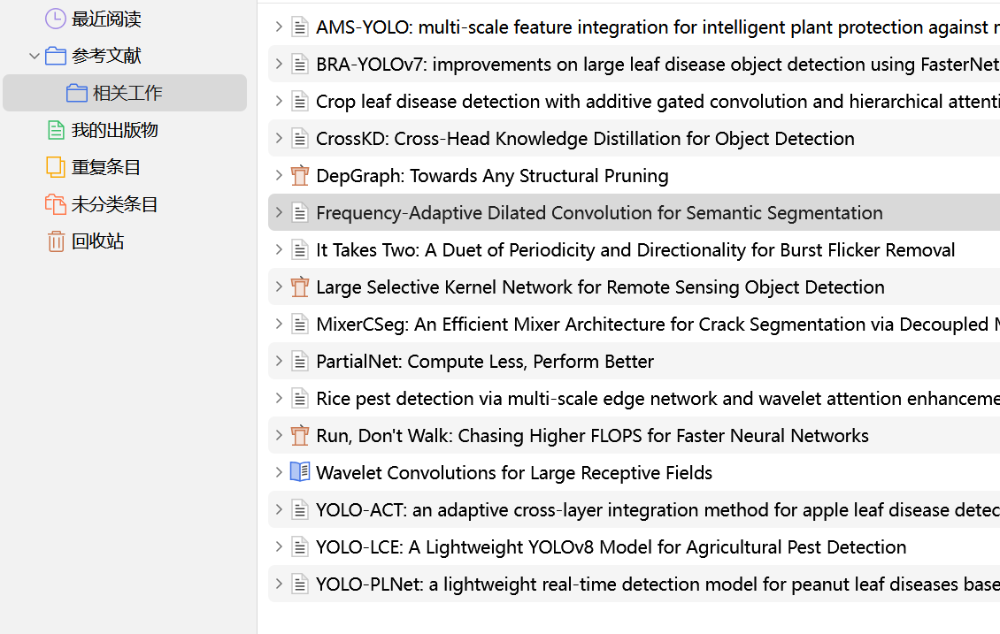 最近阅读
参考文献
相关工作
我的出版物
重复条目
未分类条目
回收站
AMS-YOLO: multi-scale feature integration for intelligent plant protection against
BRA-YOLOv7: improvements on large leaf disease object detection using FasterNet
Crop leaf disease detection with additive gated convolution and hierarchical attenti
CrossKD: Cross-Head Knowledge Distillation for Object Detection
DepGraph: Towards Any Structural Pruning
Frequency-Adaptive Dilated Convolution for Semantic Segmentation
It Takes Two: A Duet of Periodicity and Directionality for Burst Flicker Removal
Large Selective Kernel Network for Remote Sensing Object Detection
MixerCSeg: An Efficient Mixer Architecture for Crack Segmentation via Decoupled
PartialNet: Compute Less, Perform Better
Rice pest detection via multi-scale edge network and wavelet attention enhanceme
Run, Don't Walk: Chasing Higher FLOPS for Faster Neural Networks
Wavelet Convolutions for Large Receptive Fields
YOLO-ACT: an adaptive cross-layer integration method for apple leaf disease detec
YOLO-LCE: A Lightweight YOLOv8 Model for Agricultural Pest Detection
YOLO-PLNet: a lightweight real-time detection model for peanut leaf diseases base